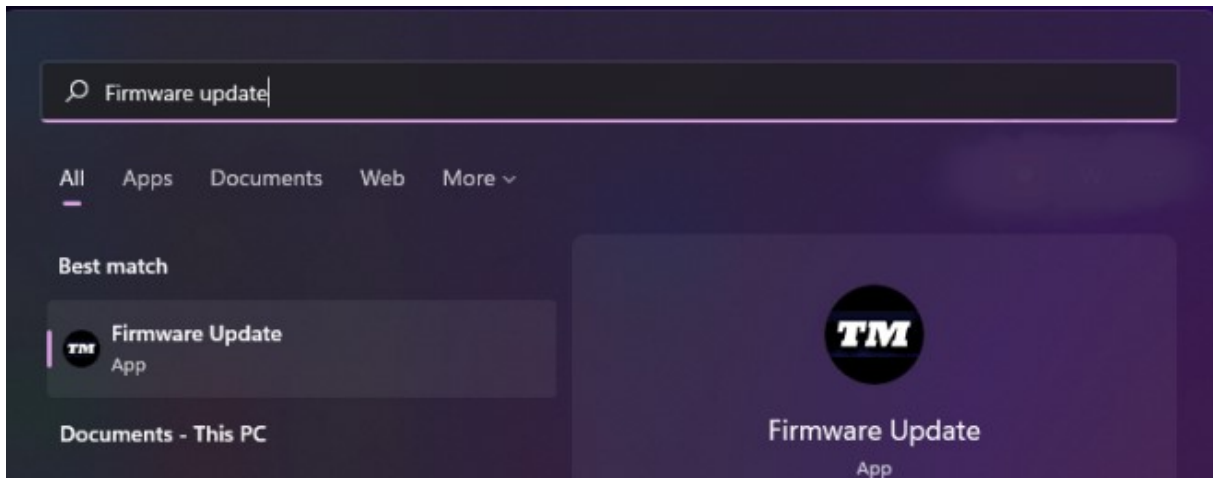 Firmware update
All Apps Documents Web More
Best match
TM
Firmware Update
App
Documents - This PC
TM
Firmware Update
App